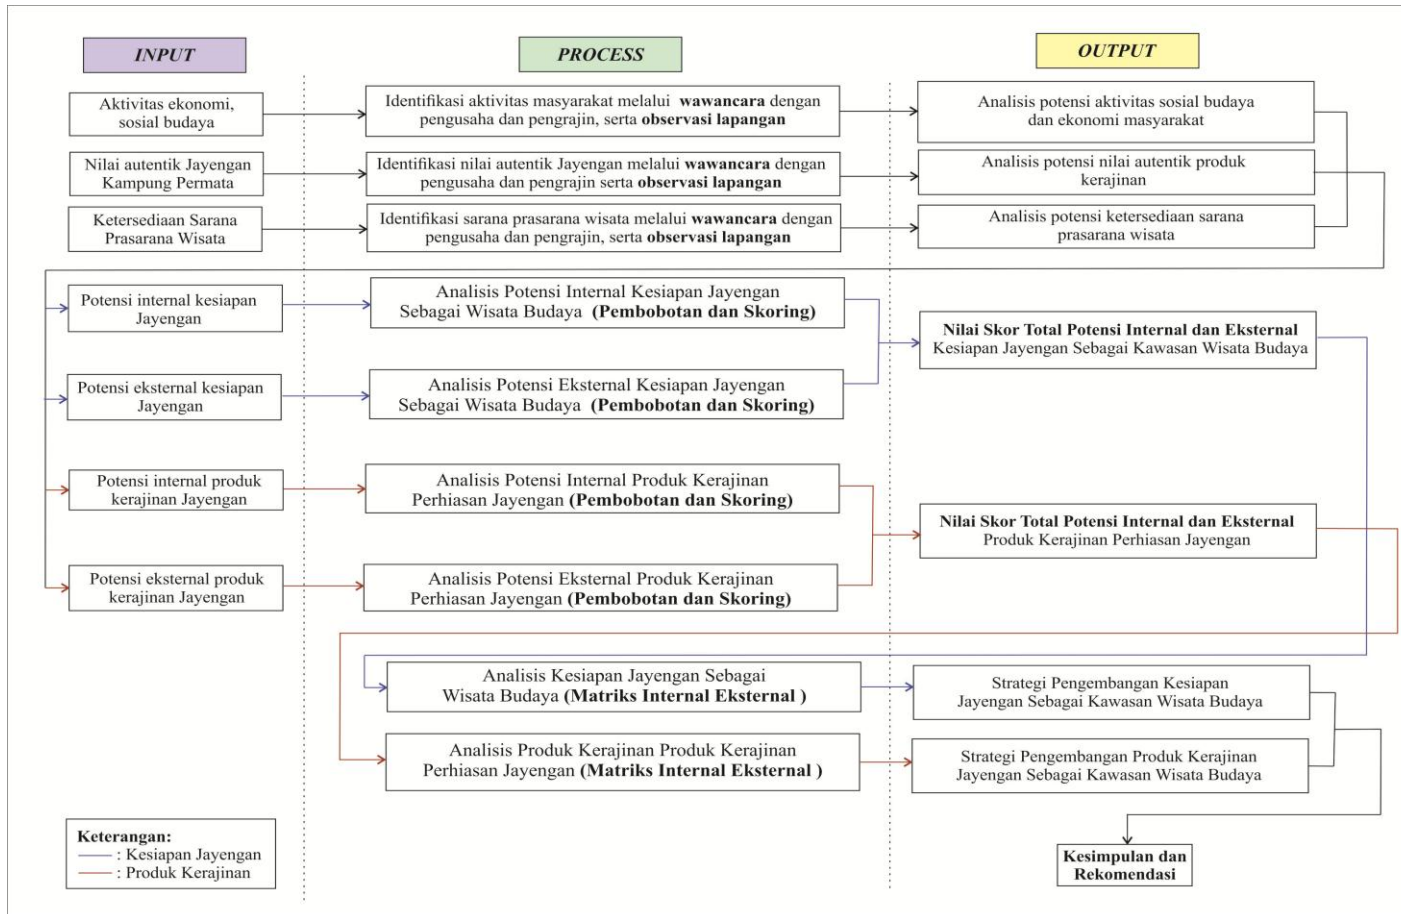 INPUT
PROCESS
OUTPUT
Aktivitas ekonomi,
sosial budaya
Identifikasi aktivitas masyarakat melalui wawancara dengan
pengusaha dan pengrajin, serta observasi lapangan
Analisis potensi aktivitas sosial budaya
dan ekonomi masyarakat
Nilai autentik Jayengan
Kampung Permata
Identifikasi nilai autentik Jayengan melalui wawancara dengan
pengusaha dan pengrajin serta observasi lapangan
Analisis potensi nilai autentik produk
kerajinan
Ketersediaan Sarana
Prasarana Wisata
Identifikasi sarana prasarana wisata melalui wawancara dengan
pengusaha dan pengrajin, serta observasi lapangan
Analisis potensi ketersediaan sarana
prasarana wisata
Potensi internal kesiapan
Jayengan
Analisis Potensi Internal Kesiapan Jayengan
Sebagai Wisata Budaya (Pembobotan dan Skoring)
Nilai Skor Total Potensi Internal dan Eksternal
Kesiapan Jayengan Sebagai Kawasan Wisata Budaya
Potensi eksternal kesiapan
Jayengan
Analisis Potensi Eksternal Kesiapan Jayengan
Sebagai Wisata Budaya (Pembobotan dan Skoring)
Potensi internal produk
kerajinan Jayengan
Analisis Potensi Internal Produk Kerajinan
Perhiasan Jayengan (Pembobotan dan Skoring)
Nilai Skor Total Potensi Internal dan Eksternal
Produk Kerajinan Perhiasan Jayengan
Potensi eksternal produk
kerajinan Jayengan
Analisis Potensi Eksternal Produk Kerajinan
Perhiasan Jayengan (Pembobotan dan Skoring)
Analisis Kesiapan Jayengan Sebagai
Wisata Budaya (Matriks Internal Eksternal )
Strategi Pengembangan Kesiapan
Jayengan Sebagai Kawasan Wisata Budaya
Analisis Produk Kerajinan Produk Kerajinan
Perhiasan Jayengan (Matriks Internal Eksternal )
Strategi Pengembangan Produk Kerajinan
Jayengan Sebagai Kawasan Wisata Budaya
Keterangan:
: Kesiapan Jayengan
: Produk Kerajinan
Kesimpulan dan
Rekomendasi